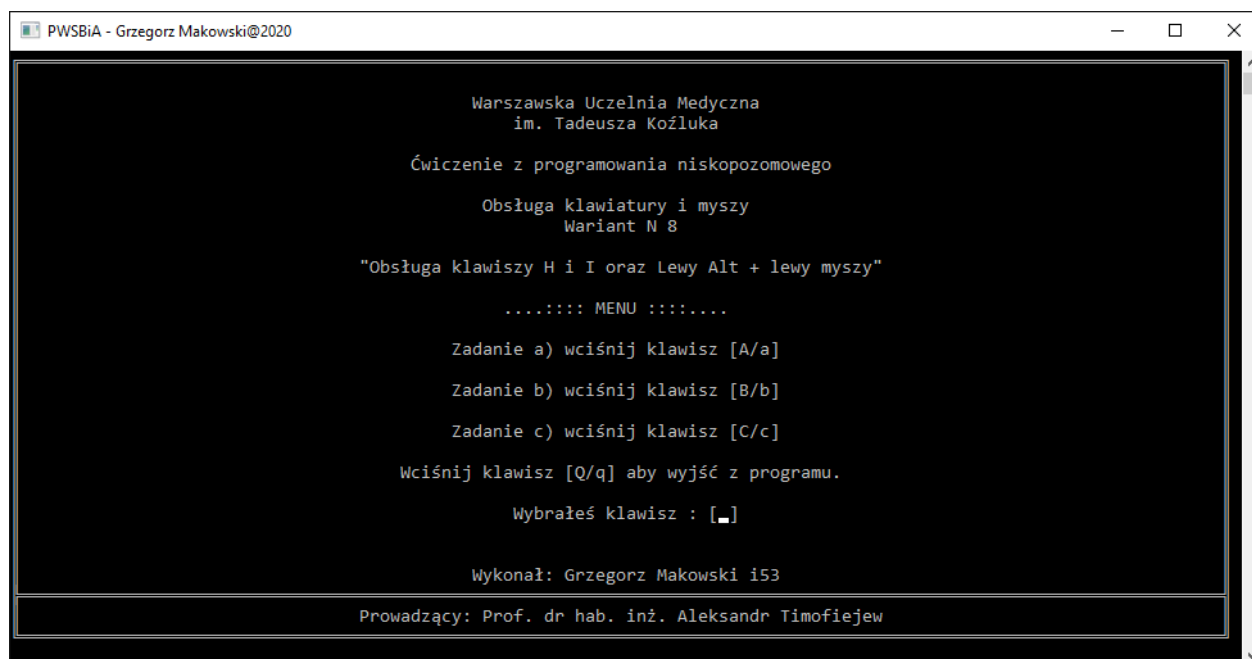 PWSBiA - Grzegorz Makowski@2020
Warszawska Uczelnia Medyczna
im. Tadeusza Koźluka
Ćwiczenie z programowania niskopozomowego
Obsługa klawiatury i myszy
Wariant N 8
"Obsługa klawiszy H i I oraz Lewy Alt + lewy myszy"
....:::: MENU ::::....
Zadanie a) wciśnij klawisz [A/a]
Zadanie b) wciśnij klawisz [B/b]
Zadanie c) wciśnij klawisz [C/c]
Wciśnij klawisz [Q/q] aby wyjść z programu.
Wybrałeś klawisz : [_]
Wykonał: Grzegorz Makowski i53
Prowadzący: Prof. dr hab. inż. Aleksandr Timofiejew